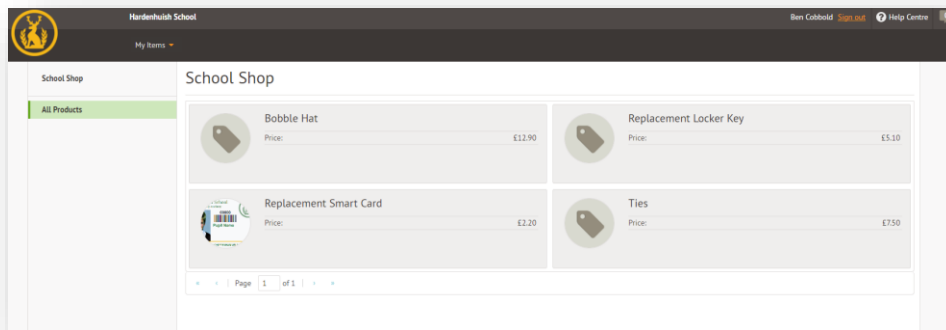 Hardenhuish School
Ben Cobbold Sign out Help Centre
My Items
School Shop
All Products
School Shop
Bobble Hat
Price: £12.90
Replacement Locker Key
Price: £5.10
Replacement Smart Card
Price: £2.20
Ties
Price: £7.50
« ‹ Page 1 of 1 › »